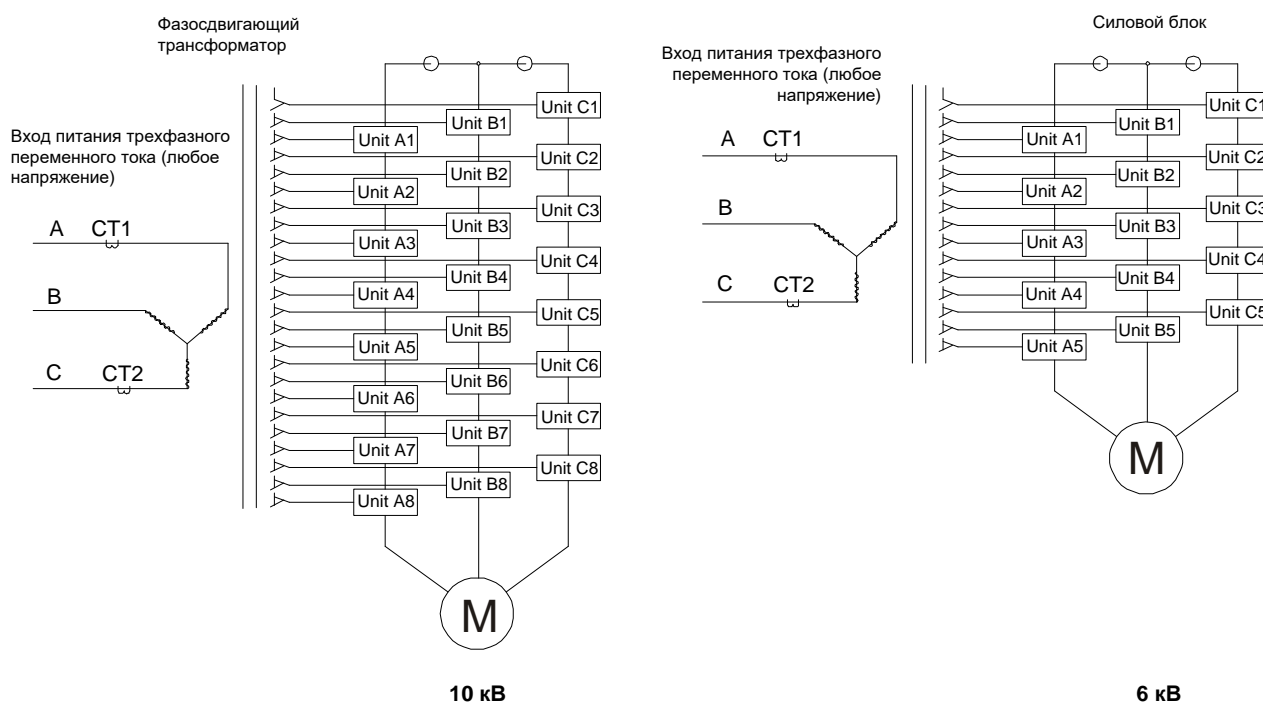 Фазосдвигающий
трансформатор
Вход питания трехфазного
переменного тока (любое
напряжение)
A CT1
B
C CT2
Unit C1
Unit B1
Unit A1
Unit C2
Unit B2
Unit A2
Unit C3
Unit B3
Unit A3
Unit C4
Unit B4
Unit A4
Unit C5
Unit B5
Unit A5
Unit C6
Unit B6
Unit A6
Unit C7
Unit B7
Unit A7
Unit C8
Unit B8
Unit A8
M
10 кВ
Силовой блок
Вход питания трехфазного
переменного тока (любое
напряжение)
A CT1
B
C CT2
Unit C1
Unit B1
Unit A1
Unit C2
Unit B2
Unit A2
Unit C3
Unit B3
Unit A3
Unit C4
Unit B4
Unit A4
Unit C5
Unit B5
Unit A5
M
6 кВ